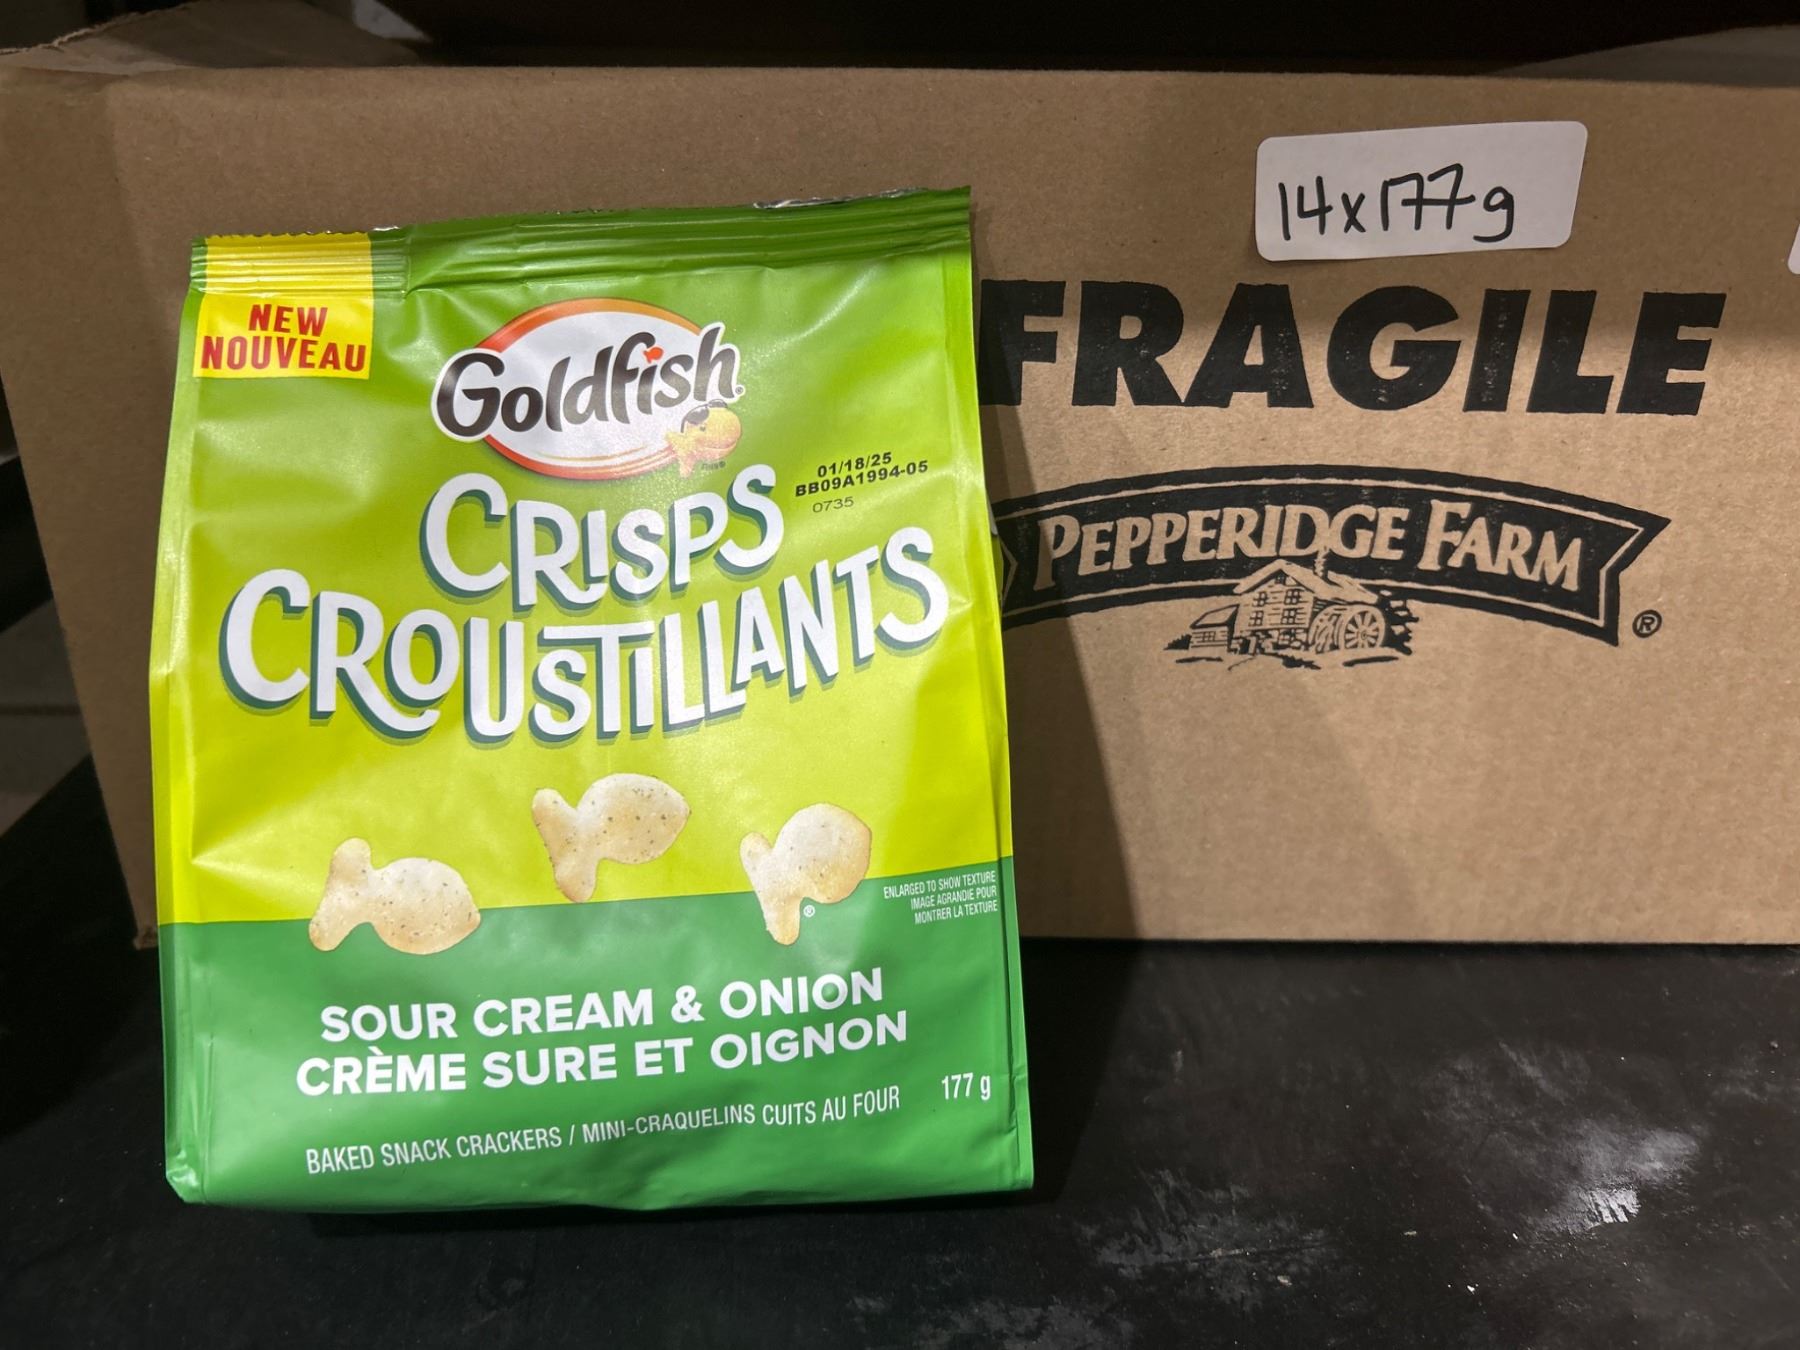 NEW
NOUVEAU
Goldfish®
01/18/25
BB09A1994-05
0735
CRISPS
CROUSTILLANTS
ENLARGED TO SHOW TEXTURE
IMAGE AGRANDIE POUR
MONTRER LA TEXTURE
®
SOUR CREAM & ONION
CRÈME SURE ET OIGNON
BAKED SNACK CRACKERS / MINI-CRAQUELINS CUITS AU FOUR
177 g
14x177g
FRAGILE
PEPPERIDGE FARM
®